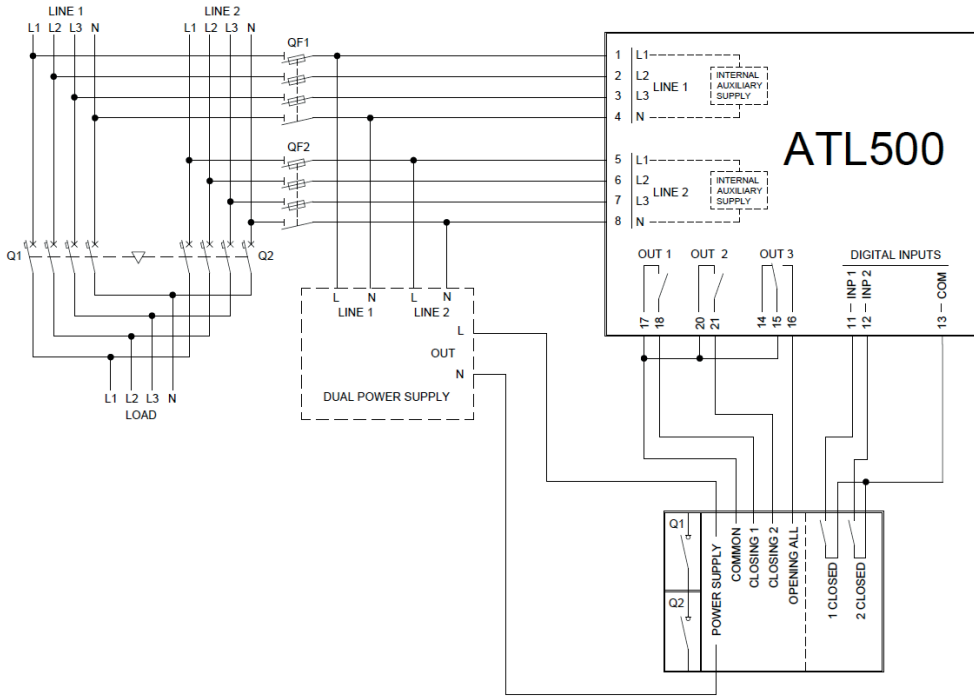 LINE 1 LINE 2
L1 L2 L3 N L1 L2 L3 N
QF1
1 L1
2 L2
3 L3
4 N
LINE 1
INTERNAL
AUXILIARY
SUPPLY
ATL500
QF2
5 L1
6 L2
7 L3
8 N
LINE 2
INTERNAL
AUXILIARY
SUPPLY
Q1 Q2
OUT 1 OUT 2 OUT 3 DIGITAL INPUTS
17 18 20 21 14 15 16
11 INP 1
12 INP 2
13 COM
L N L N
LINE 1 LINE 2
L
OUT
N
DUAL POWER SUPPLY
L1 L2 L3 N
LOAD
Q1
Q2
POWER SUPPLY
COMMON
CLOSING 1
CLOSING 2
OPENING ALL
1 CLOSED
2 CLOSED